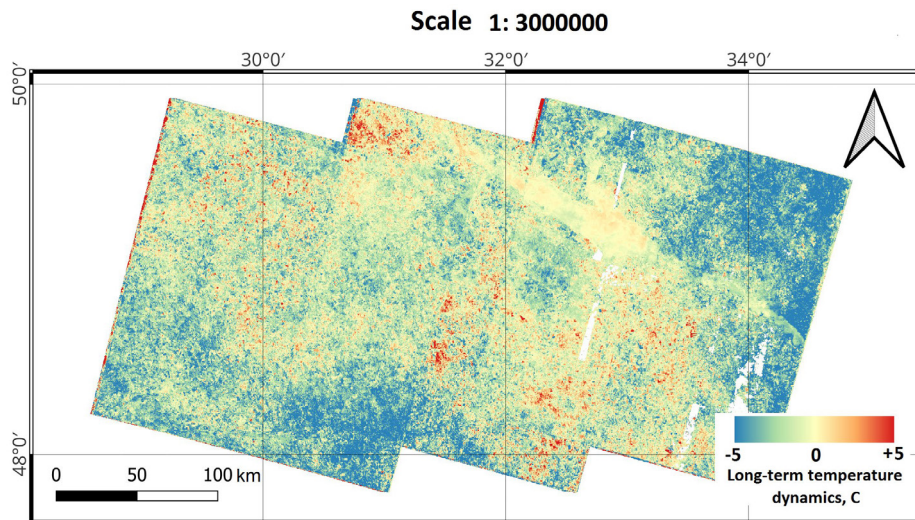 Scale 1: 3000000
30°0′ 32°0′ 34°0′
50°0′
48°0′
0 50 100 km
-5 0 +5
Long-term temperature
dynamics, C